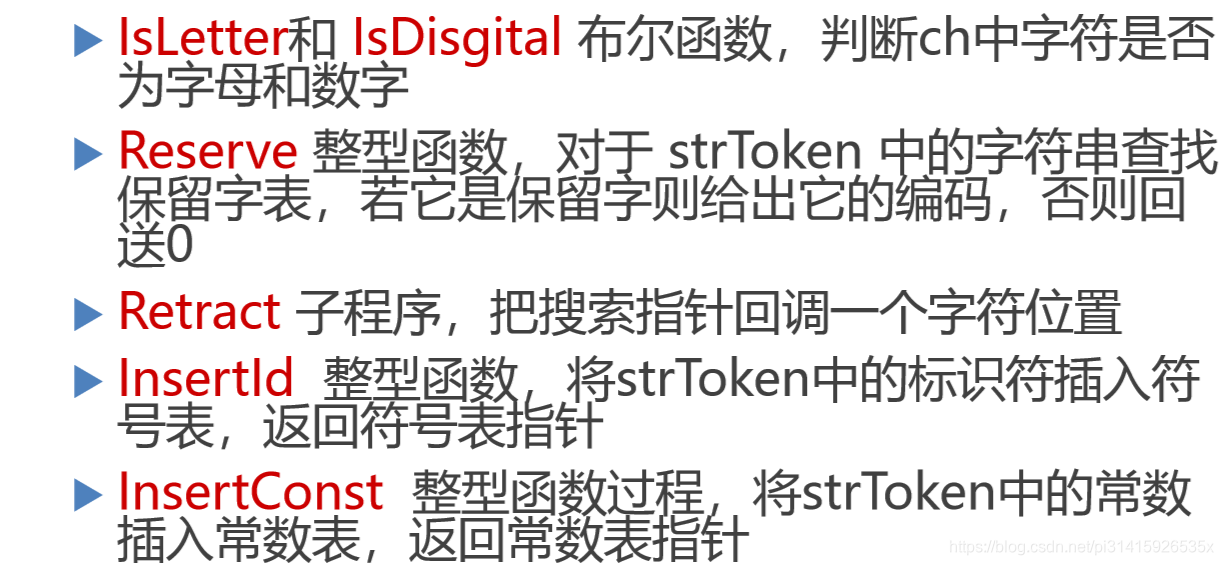 IsLetter和 IsDisgital 布尔函数，判断ch中字符是否
为字母和数字
Reserve 整型函数，对于 strToken 中的字符串查找
保留字表，若它是保留字则给出它的编码，否则回
送0
Retract 子程序，把搜索指针回调一个字符位置
InsertId 整型函数，将strToken中的标识符插入符
号表，返回符号表指针
InsertConst 整型函数过程，将strToken中的常数
插入常数表，返回常数表指针
https://blog.csdn.net/pi31415926535x